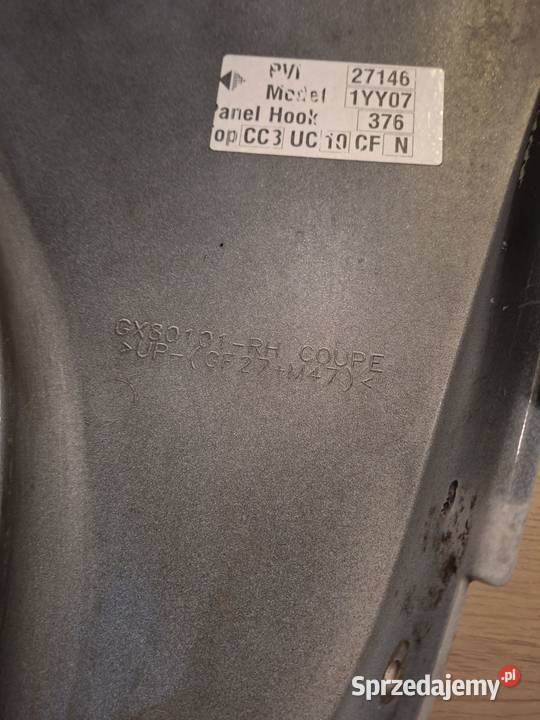 PVI 27146
Model 1YY07
Panel Hook 376
op CC3 UC 10 CF N
GX80101-RH COUPE
>UP-(GF27+M47)<
Sprzedajemy.pl